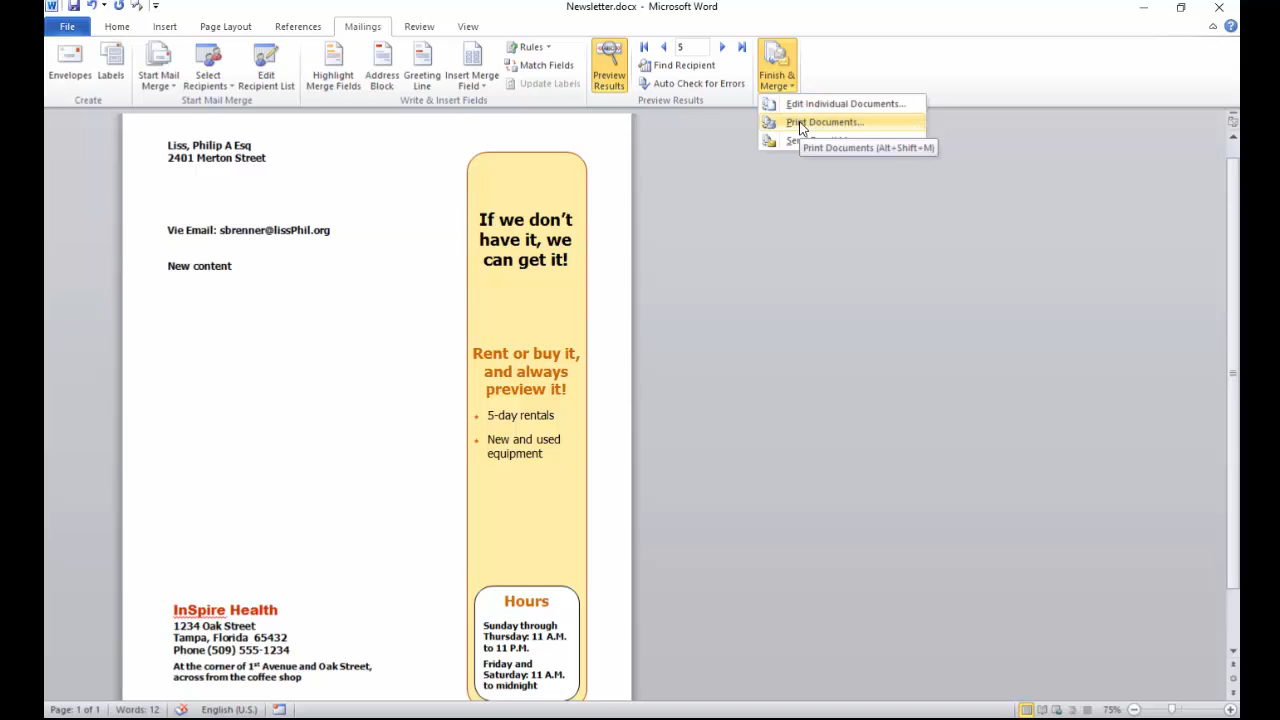 Newsletter.docx - Microsoft Word
File Home Insert Page Layout References Mailings Review View
Envelopes
Labels
Create
Start Mail Merge
Select Recipients
Edit Recipient List
Start Mail Merge
Highlight Merge Fields
Address Block
Greeting Line
Insert Merge Field
Rules
Match Fields
Update Labels
Write & Insert Fields
ABC
Preview Results
5
Find Recipient
Auto Check for Errors
Preview Results
Finish & Merge
Edit Individual Documents...
Print Documents...
Print Documents (Alt+Shift+M)
Liss, Philip A Esq
2401 Merton Street
Vie Email: sbrenner@lissPhil.org
New content
If we don't
have it, we
can get it!
Rent or buy it,
and always
preview it!
5-day rentals
New and used
equipment
InSpire Health
1234 Oak Street
Tampa, Florida 65432
Phone (509) 555-1234
At the corner of 1st Avenue and Oak Street,
across from the coffee shop
Hours
Sunday through
Thursday: 11 A.M.
to 11 P.M.
Friday and
Saturday: 11 A.M.
to midnight
Page: 1 of 1 Words: 12 English (U.S.) 75%